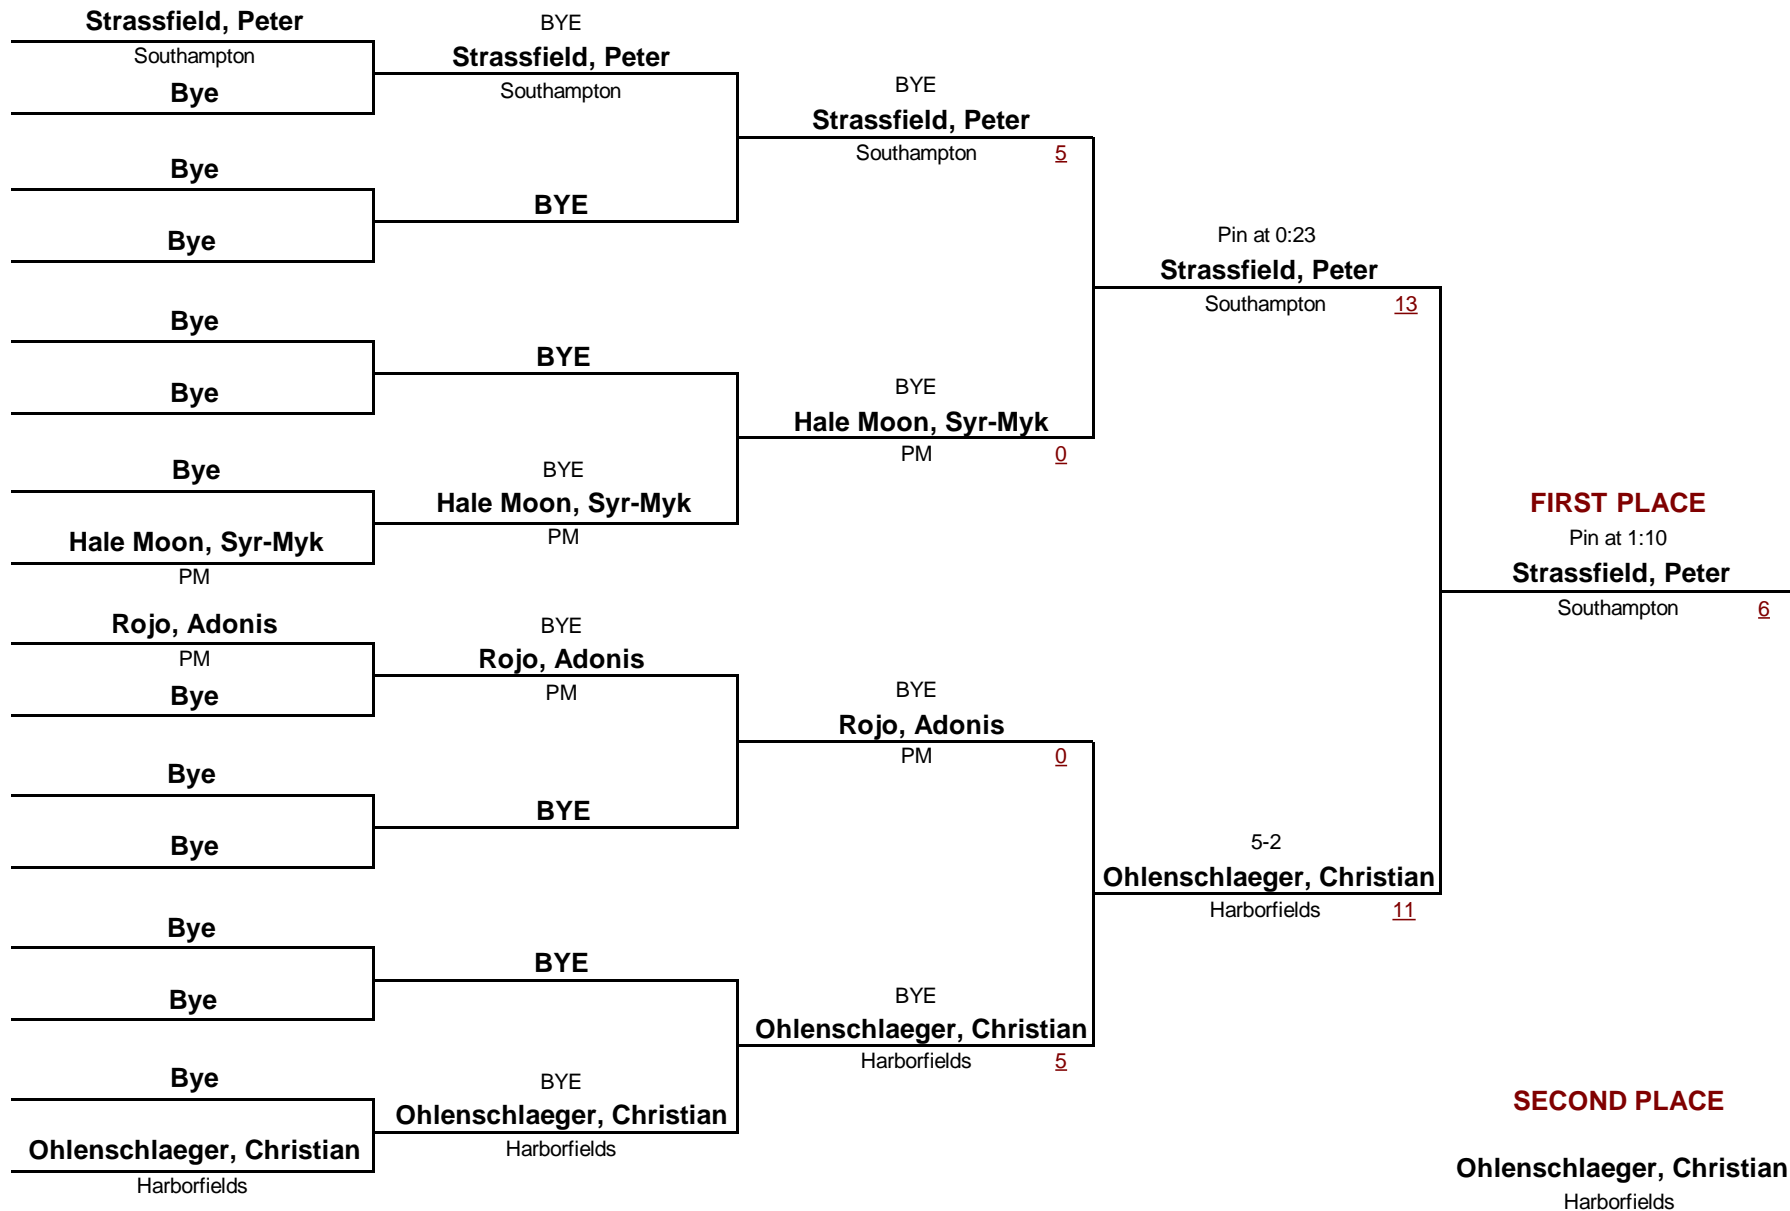 Strassfield, Peter
Southampton
Bye
Bye
Bye
Bye
Bye
Bye
Hale Moon, Syr-Myk
PM
Rojo, Adonis
PM
Bye
Bye
Bye
Bye
Bye
Bye
Ohlenschlaeger, Christian
Harborfields
BYE
Strassfield, Peter
Southampton
BYE
BYE
BYE
Hale Moon, Syr-Myk
PM
BYE
Rojo, Adonis
PM
BYE
BYE
BYE
Ohlenschlaeger, Christian
Harborfields
BYE
Strassfield, Peter
Southampton 5
BYE
Hale Moon, Syr-Myk
PM 0
BYE
Rojo, Adonis
PM 0
BYE
Ohlenschlaeger, Christian
Harborfields 5
Pin at 0:23
Strassfield, Peter
Southampton 13
5-2
Ohlenschlaeger, Christian
Harborfields 11
FIRST PLACE
Pin at 1:10
Strassfield, Peter
Southampton 6
SECOND PLACE
Ohlenschlaeger, Christian
Harborfields